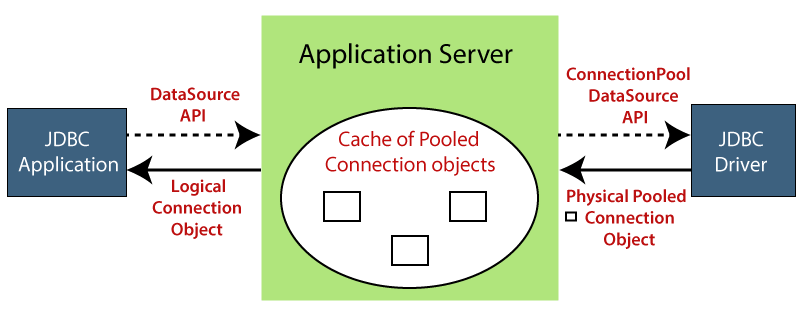 Application Server
DataSource
API
ConnectionPool
DataSource
API
JDBC
Application
Cache of Pooled
Connection objects
JDBC
Driver
Logical
Connection
Object
Physical Pooled
Connection
Object